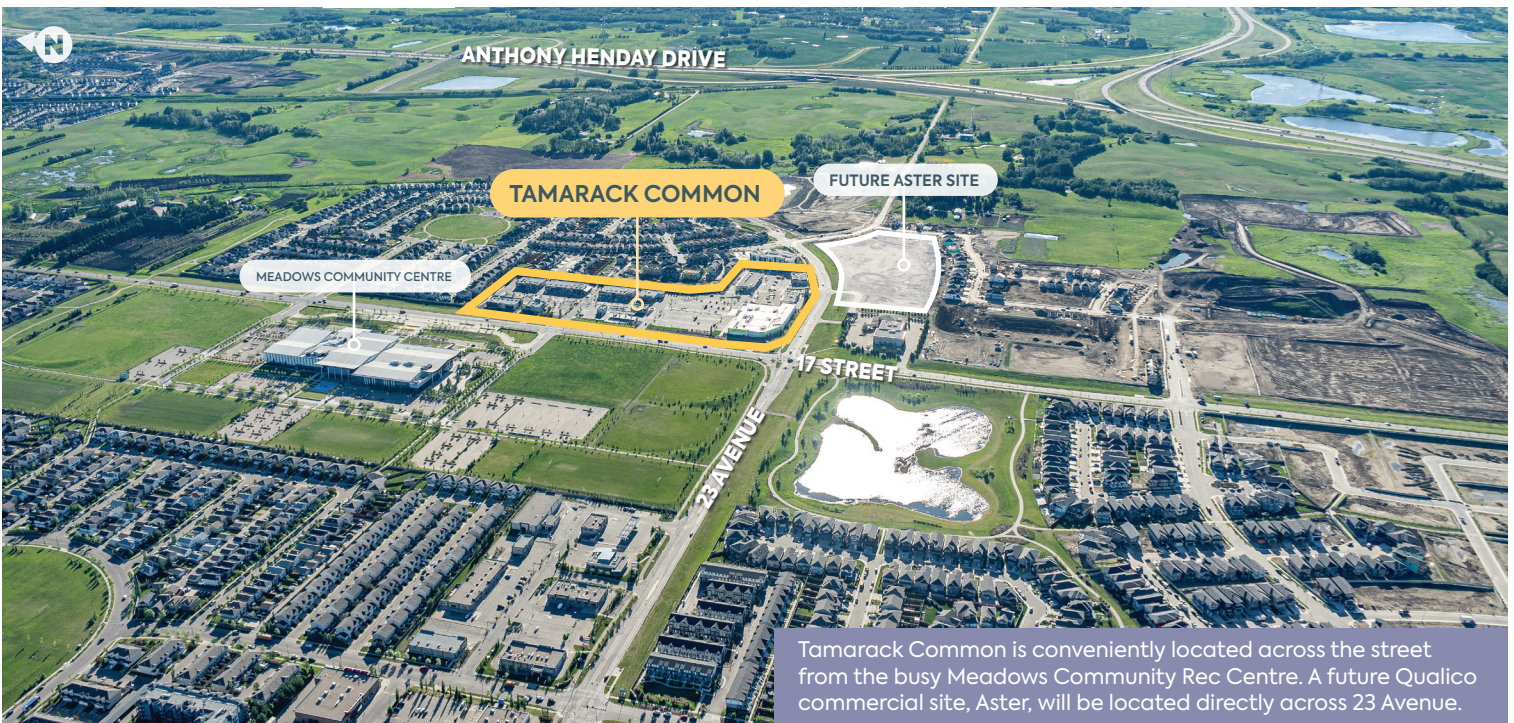 N
ANTHONY HENDAY DRIVE
TAMARACK COMMON
FUTURE ASTER SITE
MEADOWS COMMUNITY CENTRE
17 STREET
23 AVENUE
Tamarack Common is conveniently located across the street
from the busy Meadows Community Rec Centre. A future Qualico
commercial site, Aster, will be located directly across 23 Avenue.